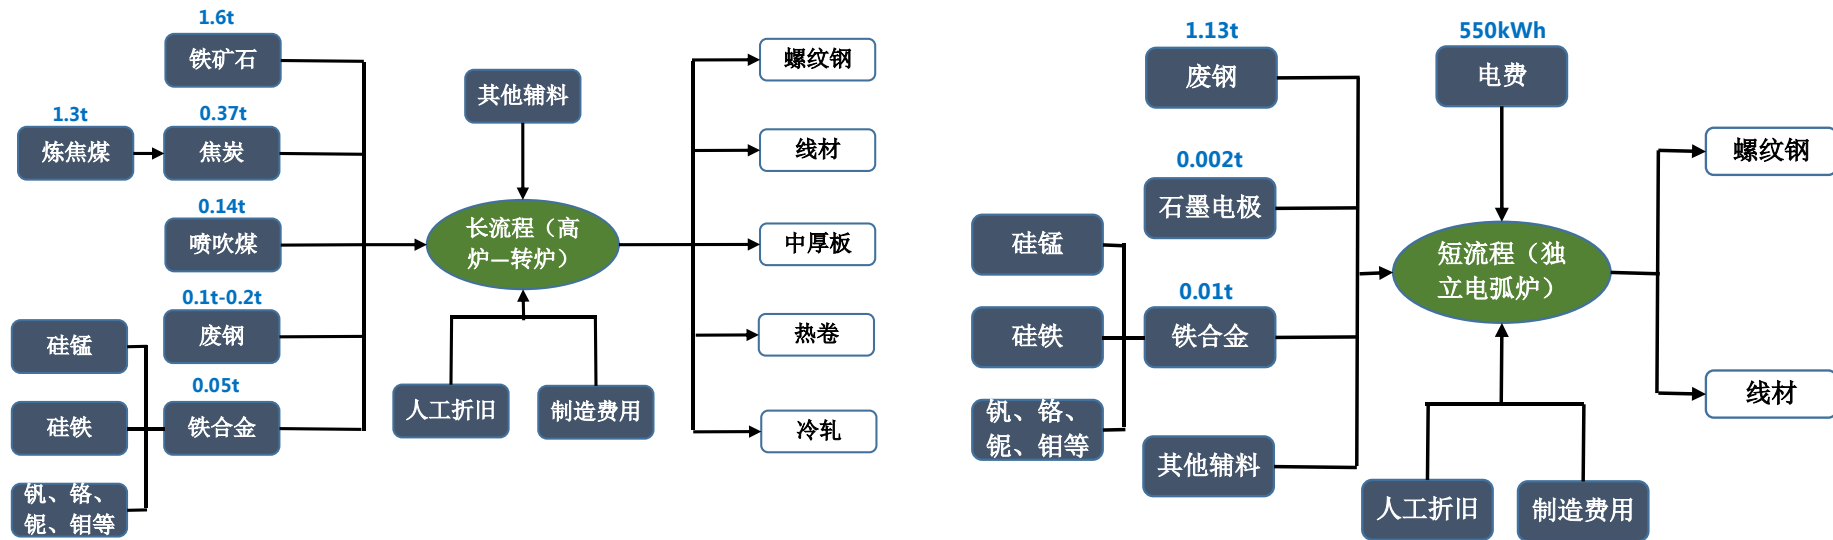 1.6t
铁矿石
1.3t
炼焦煤
0.37t
焦炭
0.14t
喷吹煤
0.1t-0.2t
废钢
0.05t
铁合金
硅锰
硅铁
钒、铬、
铌、钼等
其他辅料
长流程（高
炉—转炉）
人工折旧
制造费用
螺纹钢
线材
中厚板
热卷
冷轧
1.13t
废钢
0.002t
石墨电极
0.01t
铁合金
硅锰
硅铁
钒、铬、
铌、钼等
其他辅料
550kWh
电费
短流程（独
立电弧炉）
人工折旧
制造费用
螺纹钢
线材